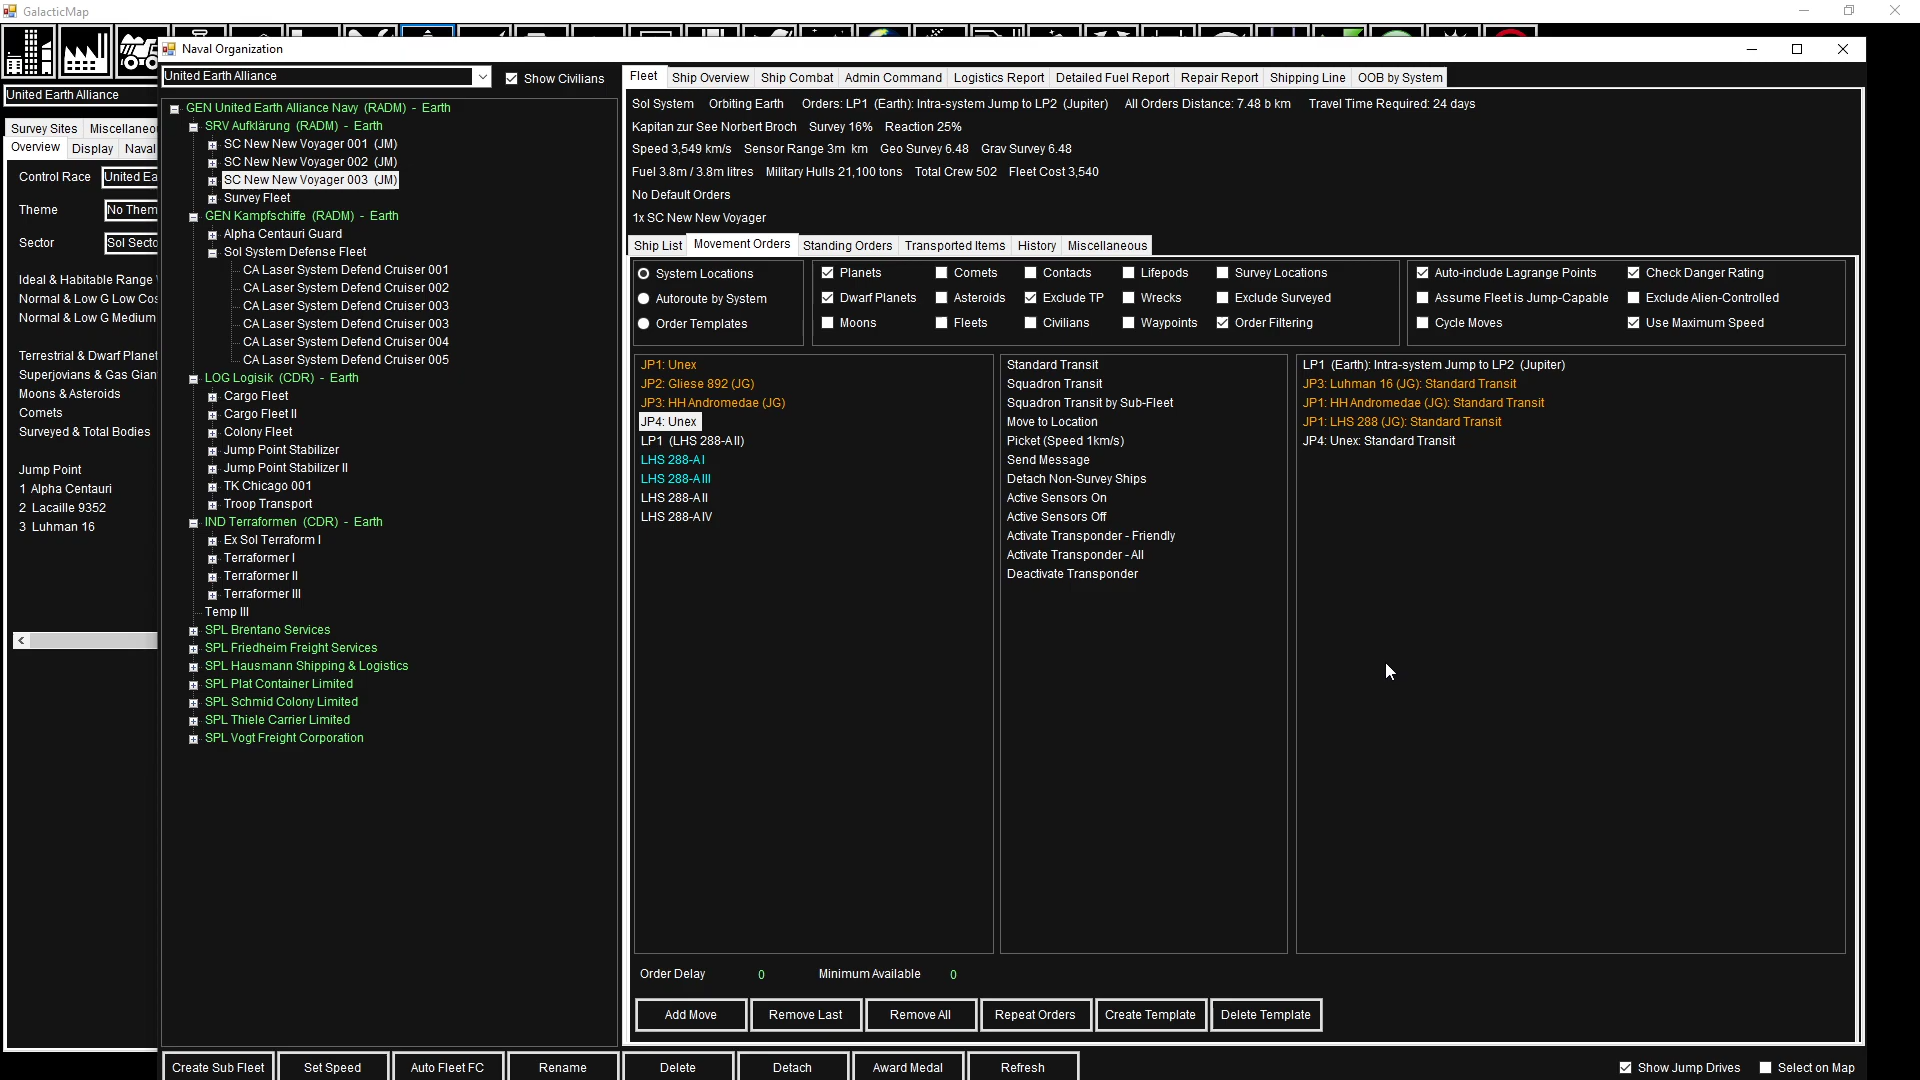 GalacticMap
Naval Organization
United Earth Alliance
Survey Sites Miscellaneo
Overview Display Naval
Control Race United Ea
Theme No Them
Sector Sol Secto
Ideal & Habitable Range
Normal & Low G Low Cos
Normal & Low G Medium
Terrestrial & Dwarf Planet
Superjovians & Gas Gian
Moons & Asteroids
Comets
Surveyed & Total Bodies
Jump Point
1 Alpha Centauri
2 Lacaille 9352
3 Luhman 16
United Earth Alliance
Show Civilians
GEN United Earth Alliance Navy (RADM) - Earth
SRV Aufklärung (RADM) - Earth
SC New New Voyager 001 (JM)
SC New New Voyager 002 (JM)
SC New New Voyager 003 (JM)
Survey Fleet
GEN Kampfschiffe (RADM) - Earth
Alpha Centauri Guard
Sol System Defense Fleet
CA Laser System Defend Cruiser 001
CA Laser System Defend Cruiser 002
CA Laser System Defend Cruiser 003
CA Laser System Defend Cruiser 003
CA Laser System Defend Cruiser 004
CA Laser System Defend Cruiser 005
LOG Logisik (CDR) - Earth
Cargo Fleet
Cargo Fleet II
Colony Fleet
Jump Point Stabilizer
Jump Point Stabilizer II
TK Chicago 001
Troop Transport
IND Terraformen (CDR) - Earth
Ex Sol Terraform I
Terraformer I
Terraformer II
Terraformer III
Temp III
SPL Brentano Services
SPL Friedheim Freight Services
SPL Hausmann Shipping & Logistics
SPL Plat Container Limited
SPL Schmid Colony Limited
SPL Thiele Carrier Limited
SPL Vogt Freight Corporation
Fleet Ship Overview Ship Combat Admin Command Logistics Report Detailed Fuel Report Repair Report Shipping Line OOB by System
Sol System Orbiting Earth Orders: LP1 (Earth): Intra-system Jump to LP2 (Jupiter) All Orders Distance: 7.48 b km Travel Time Required: 24 days
Kapitan zur See Norbert Broch Survey 16% Reaction 25%
Speed 3,549 km/s Sensor Range 3m km Geo Survey 6.48 Grav Survey 6.48
Fuel 3.8m / 3.8m litres Military Hulls 21,100 tons Total Crew 502 Fleet Cost 3,540
No Default Orders
1x SC New New Voyager
Ship List Movement Orders Standing Orders Transported Items History Miscellaneous
System Locations Planets Comets Contacts Lifepods Survey Locations Auto-include Lagrange Points Check Danger Rating
Autoroute by System Dwarf Planets Asteroids Exclude TP Wrecks Exclude Surveyed Assume Fleet is Jump-Capable Exclude Alien-Controlled
Order Templates Moons Fleets Civilians Waypoints Order Filtering Cycle Moves Use Maximum Speed
JP1: Unex
JP2: Gliese 892 (JG)
JP3: HH Andromedae (JG)
JP4: Unex
LP1 (LHS 288-A II)
LHS 288-A I
LHS 288-A III
LHS 288-A II
LHS 288-A IV
Standard Transit
Squadron Transit
Squadron Transit by Sub-Fleet
Move to Location
Picket (Speed 1km/s)
Send Message
Detach Non-Survey Ships
Active Sensors On
Active Sensors Off
Activate Transponder - Friendly
Activate Transponder - All
Deactivate Transponder
LP1 (Earth): Intra-system Jump to LP2 (Jupiter)
JP3: Luhman 16 (JG): Standard Transit
JP1: HH Andromedae (JG): Standard Transit
JP1: LHS 288 (JG): Standard Transit
JP4: Unex: Standard Transit
Order Delay 0 Minimum Available 0
Add Move Remove Last Remove All Repeat Orders Create Template Delete Template
Create Sub Fleet Set Speed Auto Fleet FC Rename Delete Detach Award Medal Refresh Show Jump Drives Select on Map